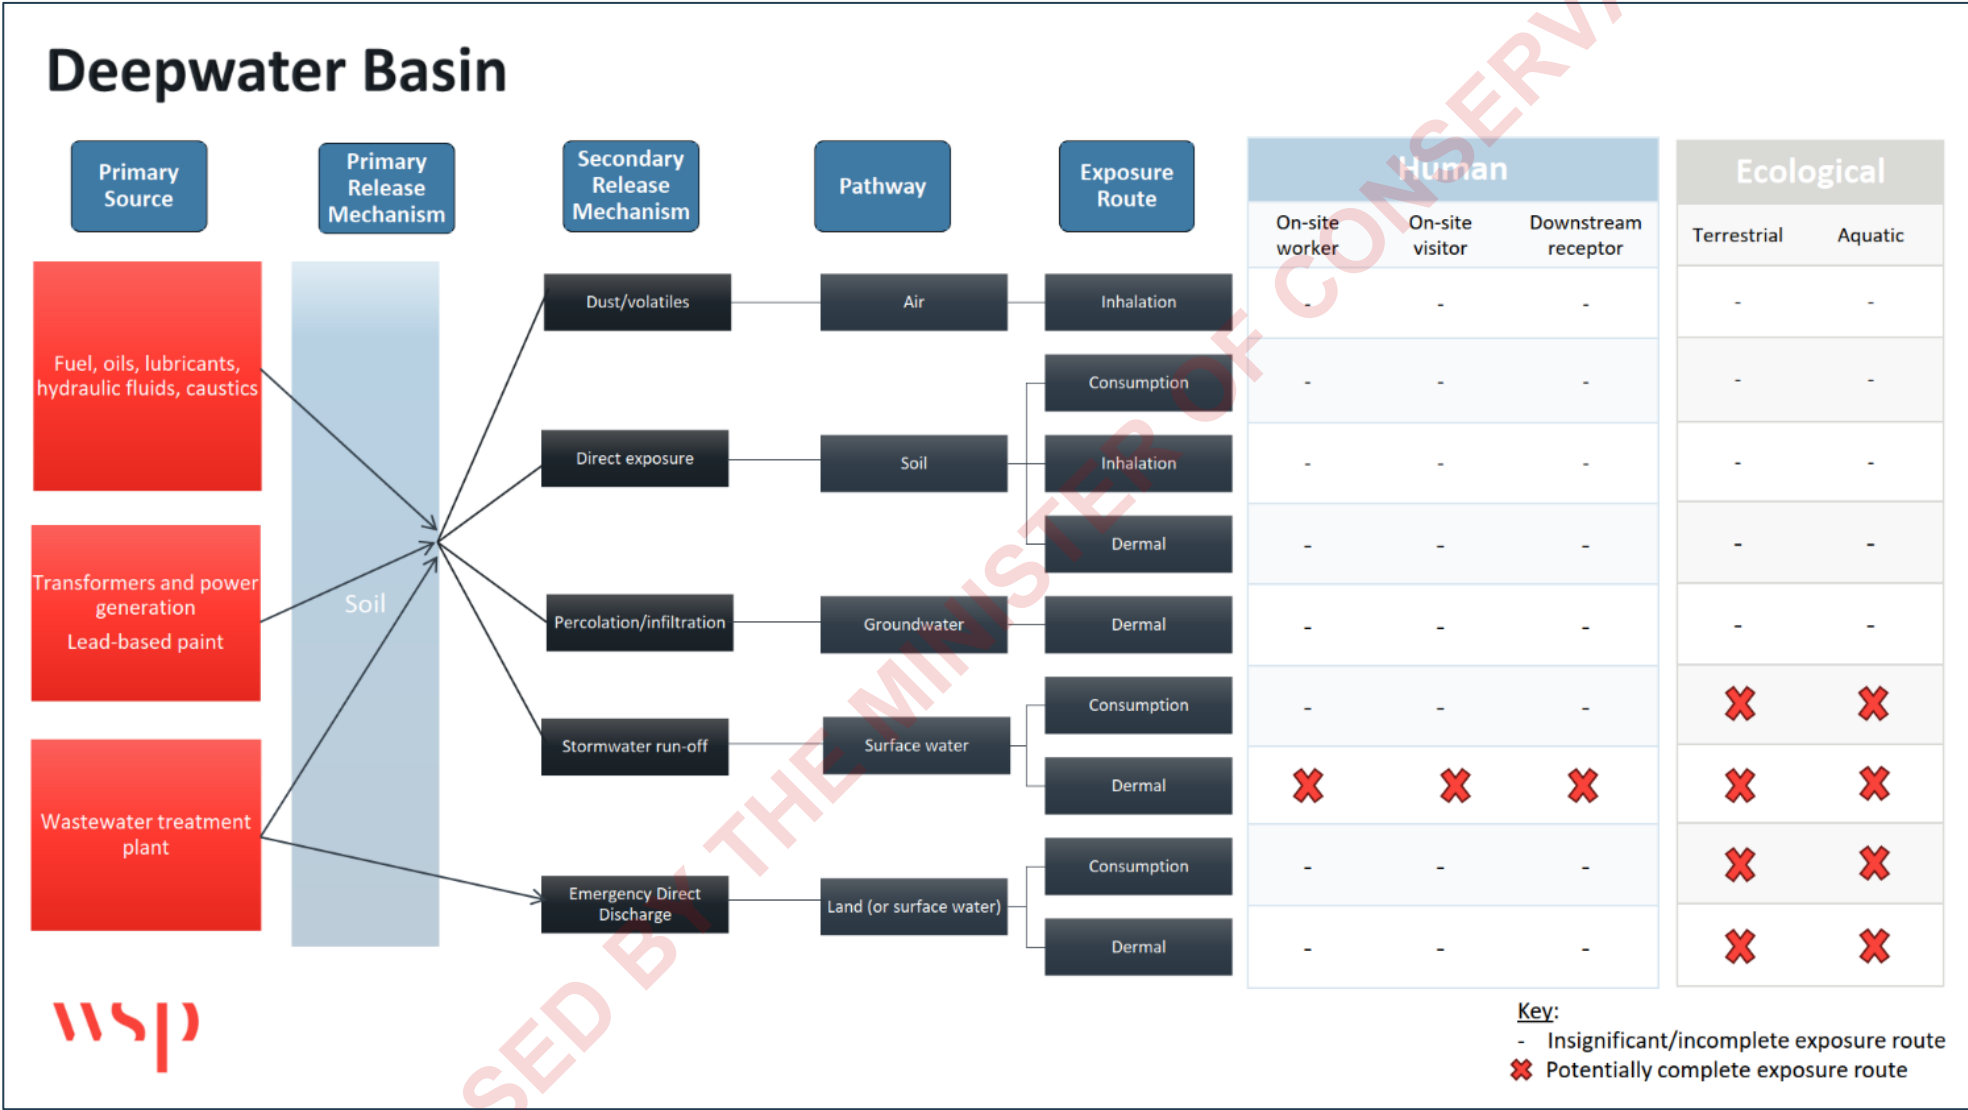 Deepwater Basin
Primary
Source
Primary
Release
Mechanism
Secondary
Release
Mechanism
Pathway
Exposure
Route
Human
Ecological
On-site
worker
On-site
visitor
Downstream
receptor
Terrestrial
Aquatic
Fuel, oils, lubricants,
hydraulic fluids, caustics
Transformers and power
generation
Lead-based paint
Wastewater treatment
plant
Soil
Dust/volatiles
Air
Inhalation
- - - - -
Consumption
- - - - -
Direct exposure
Soil
Inhalation
- - - - -
Dermal
- - - - -
Percolation/infiltration
Groundwater
Dermal
- - - - -
Consumption
- - -
Stormwater run-off
Surface water
Dermal
Consumption
- - -
Emergency Direct
Discharge
Land (or surface water)
Dermal
- - -
wsp
Key:
- Insignificant/incomplete exposure route
Potentially complete exposure route
SED BY THE MINISTER OF CONSERVA